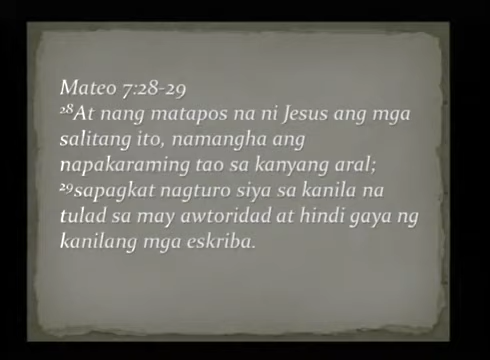 Mateo 7:28-29
²⁸At nang matapos na ni Jesus ang mga
salitang ito, namangha ang
napakaraming tao sa kanyang aral;
²⁹sapagkat nagturo siya sa kanila na
tulad sa may awtoridad at hindi gaya ng
kanilang mga eskriba.